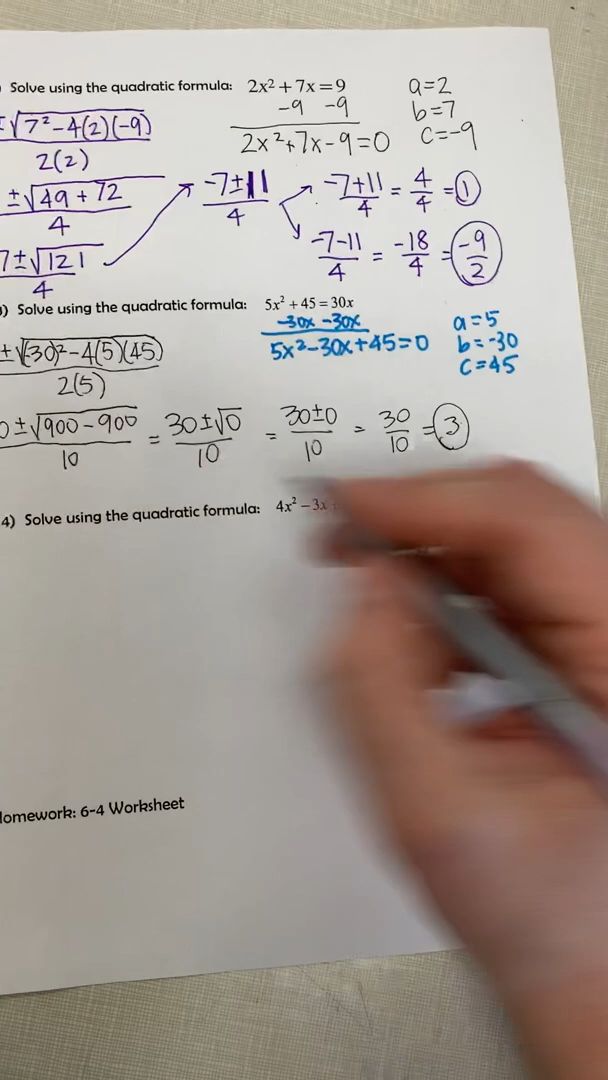 ) Solve using the quadratic formula: 2x² + 7x = 9
-9 -9
2x²+7x-9=0
a=2
b=7
c=-9
±√7²-4(2)(-9)
2(2)
±√49+72
4
7±√121
4
-7±11
4
-7+11 = 4 = 1
4 4
-7-11 = -18 = -9
4 4 2
) Solve using the quadratic formula: 5x² + 45 = 30x
-30x -30x
5x²-30x+45=0
a=5
b=-30
c=45
±√(-30)²-4(5)(45)
2(5)
0±√900-900 = 30±√0 = 30±0 = 30 = 3
10 10 10 10
4) Solve using the quadratic formula: 4x² – 3x
Homework: 6-4 Worksheet